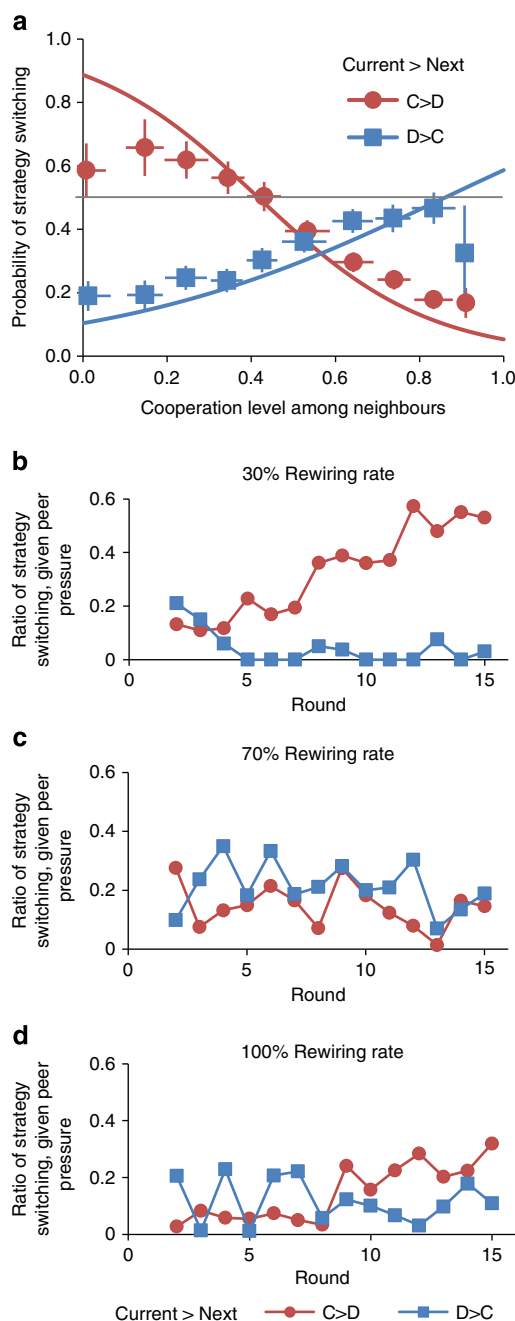 a
Current > Next
C>D
D>C
Probability of strategy switching
1.0
0.8
0.6
0.4
0.2
0.0
0.0 0.2 0.4 0.6 0.8 1.0
Cooperation level among neighbours
b
30% Rewiring rate
Ratio of strategy
switching, given peer
pressure
0.6
0.4
0.2
0
0 5 10 15
Round
c
70% Rewiring rate
Ratio of strategy
switching, given peer
pressure
0.6
0.4
0.2
0
0 5 10 15
Round
d
100% Rewiring rate
Ratio of strategy
switching, given peer
pressure
0.6
0.4
0.2
0
0 5 10 15
Round
Current > Next C>D D>C